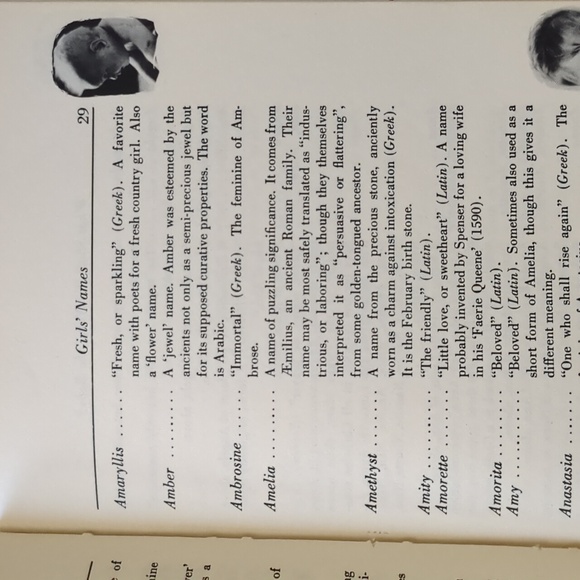 Girls' Names 29
Amaryllis ....... "Fresh, or sparkling" (Greek). A favorite
name with poets for a fresh country girl. Also
a 'flower' name.
Amber .......... A 'jewel' name. Amber was esteemed by the
ancients not only as a semi-precious jewel but
for its supposed curative properties. The word
is Arabic.
Ambrosine ...... "Immortal" (Greek). The feminine of Am-
brose.
Amelia ......... A name of puzzling significance. It comes from
Æmilius, an ancient Roman family. Their
name may be most safely translated as "indus-
trious, or laboring"; though they themselves
interpreted it as "persuasive or flattering",
from some golden-tongued ancestor.
Amethyst ....... A name from the precious stone, anciently
worn as a charm against intoxication (Greek).
It is the February birth stone.
Amity .......... "The friendly" (Latin).
Amorette ....... "Little love, or sweetheart" (Latin). A name
probably invented by Spenser for a loving wife
in his 'Faerie Queene' (1590).
Amorita ........ "Beloved" (Latin).
Amy ............ "Beloved" (Latin). Sometimes also used as a
short form of Amelia, though this gives it a
different meaning.
Anastasia ...... "One who shall rise again" (Greek). The
of
of